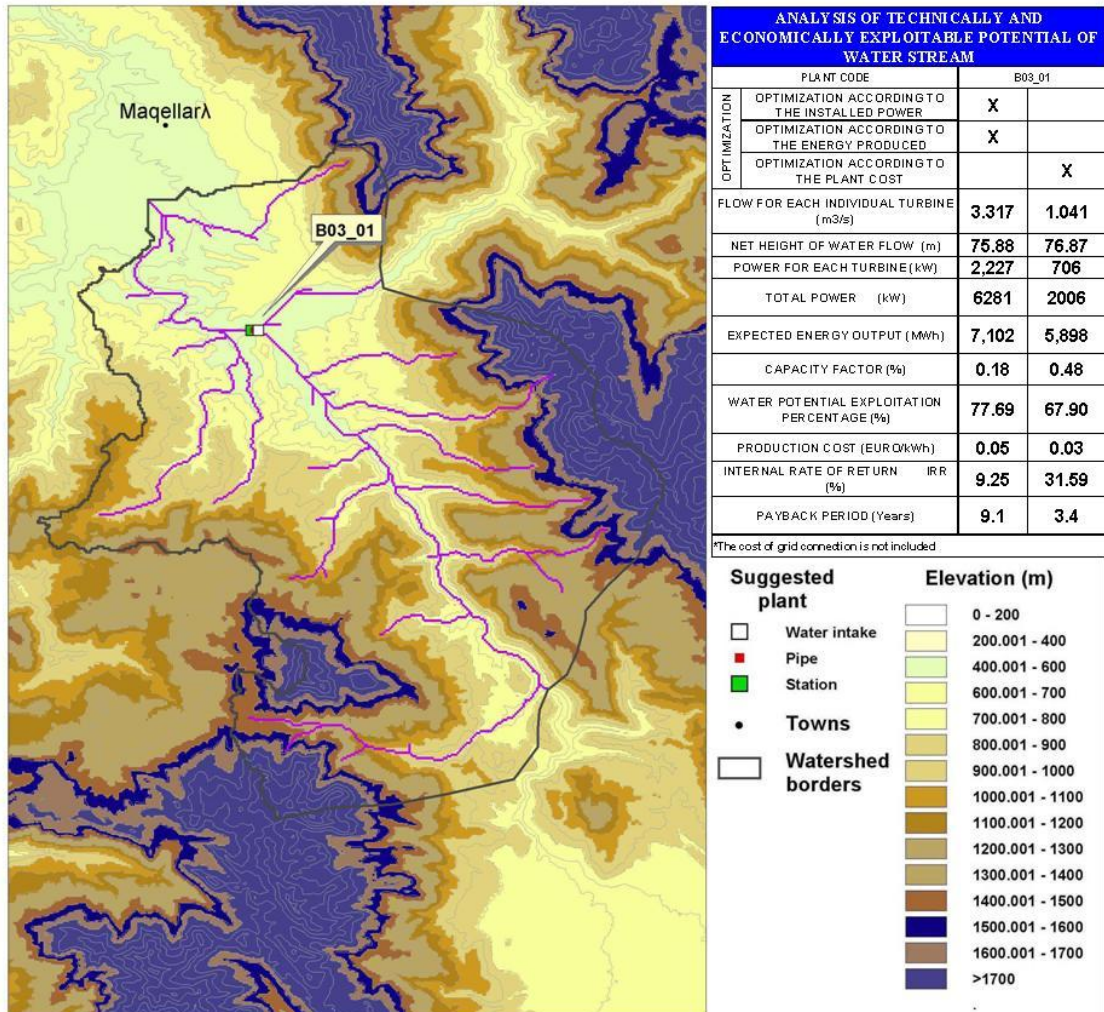 Maqellarλ
B03_01
ANALYSIS OF TECHNICALLY AND
ECONOMICALLY EXPLOITABLE POTENTIAL OF
WATER STREAM
PLANT CODE B03_01
OPTIMIZATION
OPTIMIZATION ACCORDING TO
THE INSTALLED POWER X
OPTIMIZATION ACCORDING TO
THE ENERGY PRODUCED X
OPTIMIZATION ACCORDING TO
THE PLANT COST X
FLOW FOR EACH INDIVIDUAL TURBINE
(m3/s) 3.317 1.041
NET HEIGHT OF WATER FLOW (m) 75.88 76.87
POWER FOR EACH TURBINE (kW) 2,227 706
TOTAL POWER (kW) 6281 2006
EXPECTED ENERGY OUTPUT (MWh) 7,102 5,898
CAPACITY FACTOR (%) 0.18 0.48
WATER POTENTIAL EXPLOITATION
PERCENTAGE (%) 77.69 67.90
PRODUCTION COST (EURO/kWh) 0.05 0.03
INTERNAL RATE OF RETURN IRR
(%) 9.25 31.59
PAYBACK PERIOD (Years) 9.1 3.4
*The cost of grid connection is not included
Suggested
plant
Water intake
Pipe
Station
Towns
Watershed
borders
Elevation (m)
0 - 200
200.001 - 400
400.001 - 600
600.001 - 700
700.001 - 800
800.001 - 900
900.001 - 1000
1000.001 - 1100
1100.001 - 1200
1200.001 - 1300
1300.001 - 1400
1400.001 - 1500
1500.001 - 1600
1600.001 - 1700
>1700